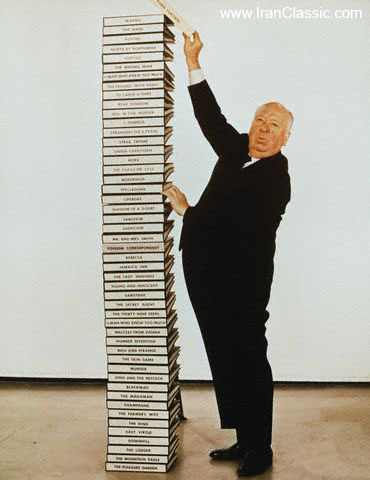 www.IranClassic.com
MARNIE
THE BIRDS
PSYCHO
NORTH BY NORTHWEST
VERTIGO
THE WRONG MAN
MAN WHO KNEW TOO MUCH
THE TROUBLE WITH HARRY
TO CATCH A THIEF
REAR WINDOW
DIAL M FOR MURDER
I CONFESS
STRANGERS ON A TRAIN
STAGE FRIGHT
UNDER CAPRICORN
ROPE
THE PARADINE CASE
NOTORIOUS
SPELLBOUND
LIFEBOAT
SHADOW OF A DOUBT
SABOTEUR
SUSPICION
MR. AND MRS. SMITH
FOREIGN CORRESPONDENT
REBECCA
JAMAICA INN
THE LADY VANISHES
YOUNG AND INNOCENT
SABOTAGE
THE SECRET AGENT
THE THIRTY NINE STEPS
MAN WHO KNEW TOO MUCH
WALTZES FROM VIENNA
NUMBER SEVENTEEN
RICH AND STRANGE
THE SKIN GAME
MURDER
JUNO AND THE PAYCOCK
BLACKMAIL
THE MANXMAN
CHAMPAGNE
THE FARMER'S WIFE
THE RING
EASY VIRTUE
DOWNHILL
THE LODGER
THE MOUNTAIN EAGLE
THE PLEASURE GARDEN